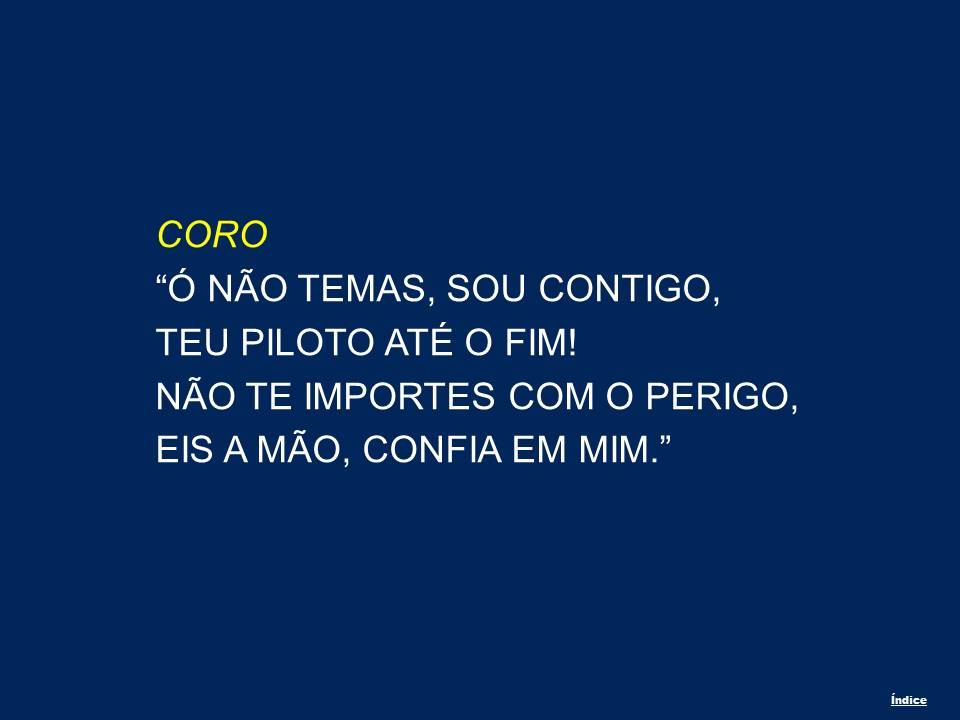 CORO
“Ó NÃO TEMAS, SOU CONTIGO,
TEU PILOTO ATÉ O FIM!
NÃO TE IMPORTES COM O PERIGO,
EIS A MÃO, CONFIA EM MIM.”
Índice